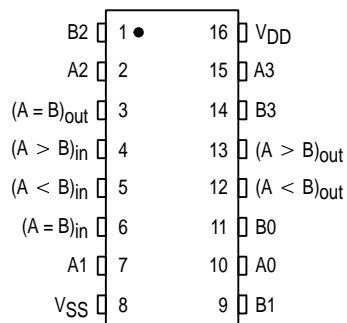 B2 1 16 VDD
A2 2 15 A3
(A = B)out 3 14 B3
(A > B)in 4 13 (A > B)out
(A < B)in 5 12 (A < B)out
(A = B)in 6 11 B0
A1 7 10 A0
VSS 8 9 B1